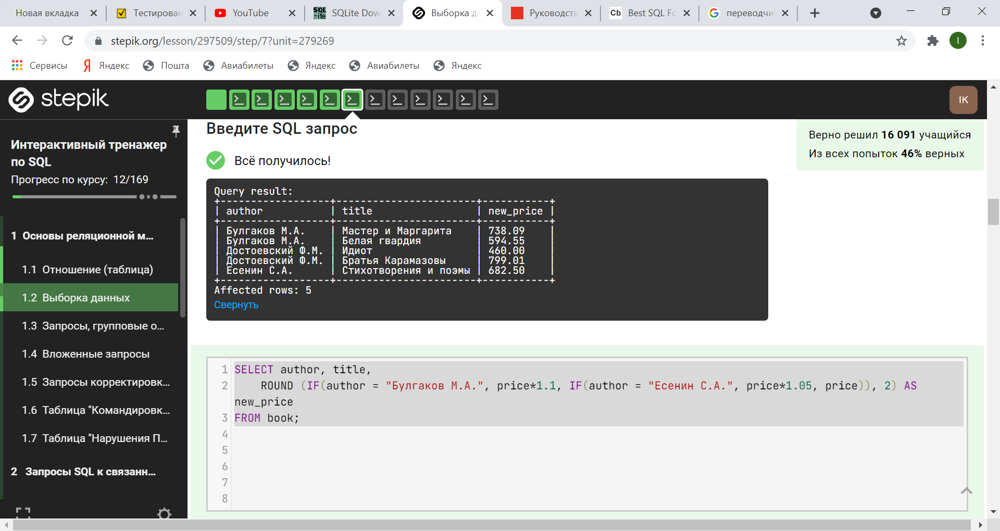 Новая вкладка
Тестирован
YouTube
SQLite Dow
Выборка да
Руководств
Best SQL Fo
переводчи
stepik.org/lesson/297509/step/7?unit=279269
Сервисы
Яндекс
Пошта
Авиабилеты
Яндекс
Авиабилеты
Яндекс
stepik
IK
Интерактивный тренажер
по SQL
Прогресс по курсу: 12/169
1 Основы реляционной м...
1.1 Отношение (таблица)
1.2 Выборка данных
1.3 Запросы, групповые о...
1.4 Вложенные запросы
1.5 Запросы корректировк...
1.6 Таблица "Командировк...
1.7 Таблица "Нарушения П...
2 Запросы SQL к связанн...
Введите SQL запрос
Всё получилось!
Верно решил 16 091 учащийся
Из всех попыток 46% верных
Query result:
+-------------------+-----------------------+-----------+
| author | title | new_price |
+-------------------+-----------------------+-----------+
| Булгаков М.А. | Мастер и Маргарита | 738.09 |
| Булгаков М.А. | Белая гвардия | 594.55 |
| Достоевский Ф.М. | Идиот | 460.00 |
| Достоевский Ф.М. | Братья Карамазовы | 799.01 |
| Есенин С.А. | Стихотворения и поэмы | 682.50 |
+-------------------+-----------------------+-----------+
Affected rows: 5
Свернуть
1 SELECT author, title,
2 ROUND (IF(author = "Булгаков М.А.", price*1.1, IF(author = "Есенин С.А.", price*1.05, price)), 2) AS
new_price
3 FROM book;
4
5
6
7
8